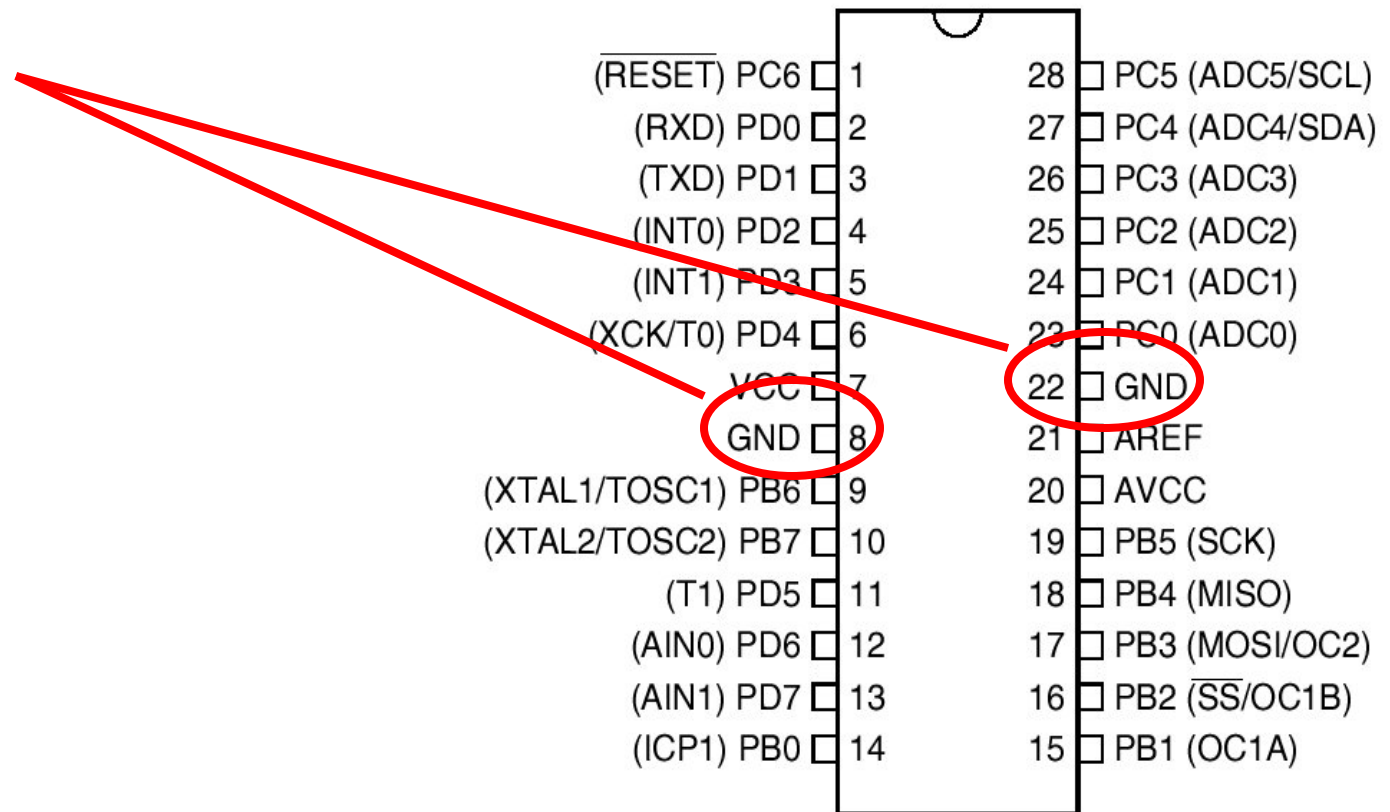 (RESET) PC6 1 28 PC5 (ADC5/SCL)
(RXD) PD0 2 27 PC4 (ADC4/SDA)
(TXD) PD1 3 26 PC3 (ADC3)
(INT0) PD2 4 25 PC2 (ADC2)
(INT1) PD3 5 24 PC1 (ADC1)
(XCK/T0) PD4 6 23 PC0 (ADC0)
VCC 7 22 GND
GND 8 21 AREF
(XTAL1/TOSC1) PB6 9 20 AVCC
(XTAL2/TOSC2) PB7 10 19 PB5 (SCK)
(T1) PD5 11 18 PB4 (MISO)
(AIN0) PD6 12 17 PB3 (MOSI/OC2)
(AIN1) PD7 13 16 PB2 (SS/OC1B)
(ICP1) PB0 14 15 PB1 (OC1A)